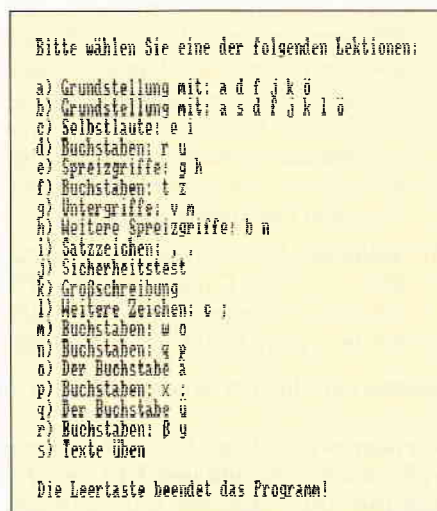 Bitte wählen Sie eine der folgenden Lektionen:
a) Grundstellung mit: a d f j k ö
b) Grundstellung mit: a s d f j k l ö
c) Selbstlaute: e i
d) Buchstaben: r u
e) Spreizgriffe: g h
f) Buchstaben: t z
g) Untergriffe: v m
h) Weitere Spreizgriffe: b n
i) Satzzeichen: , .
j) Sicherheitstest
k) Großschreibung
l) Weitere Zeichen: c ;
m) Buchstaben: w o
n) Buchstaben: q p
o) Der Buchstabe ä
p) Buchstaben: x :
q) Der Buchstabe ü
r) Buchstaben: ß y
s) Texte üben
Die Leertaste beendet das Programm!